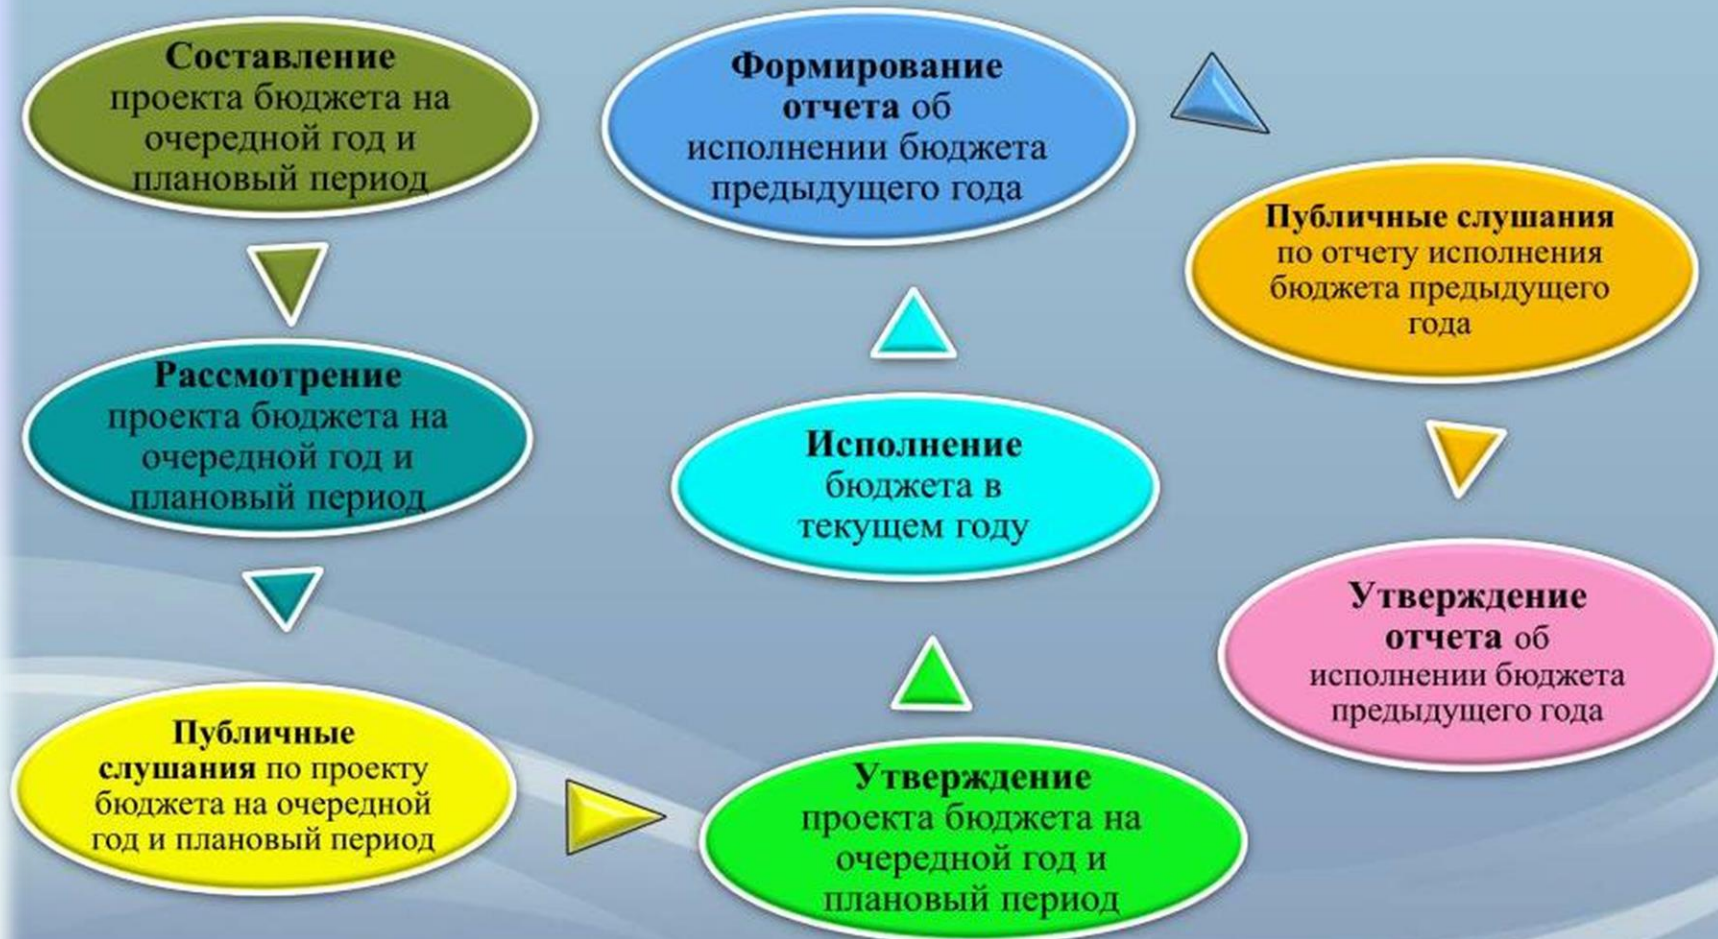 Составление
проекта бюджета на
очередной год и
плановый период
Рассмотрение
проекта бюджета на
очередной год и
плановый период
Публичные
слушания по проекту
бюджета на очередной
год и плановый период
Утверждение
проекта бюджета на
очередной год и
плановый период
Исполнение
бюджета в
текущем году
Формирование
отчета об
исполнении бюджета
предыдущего года
Публичные слушания
по отчету исполнения
бюджета предыдущего
года
Утверждение
отчета об
исполнении бюджета
предыдущего года